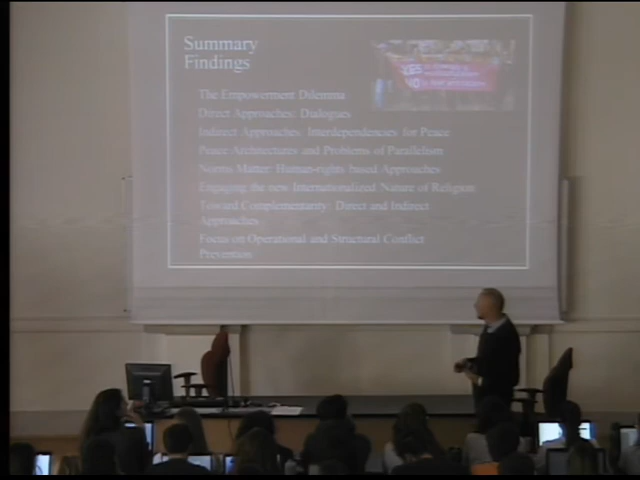 Summary
Findings
YES
NO
The Empowerment Dilemma
Direct Approaches: Dialogues
Indirect Approaches: Interdependencies for Peace
Peace Architectures and Problems of Parallelism
Norms Matter: Human-rights based Approaches
Engaging the new Internationalized Nature of Religion
Toward Complementarity: Direct and Indirect
Approaches
Focus on Operational and Structural Conflict
Prevention